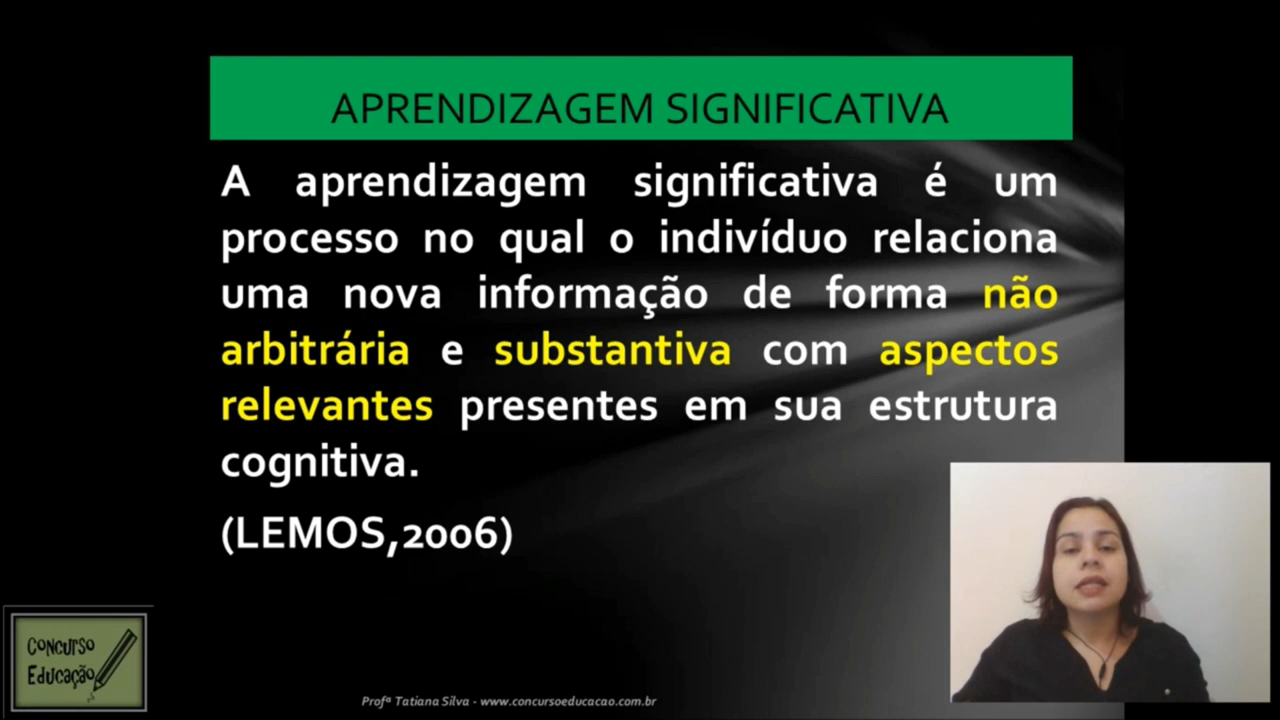 APRENDIZAGEM SIGNIFICATIVA
A aprendizagem significativa é um
processo no qual o indivíduo relaciona
uma nova informação de forma não
arbitrária e substantiva com aspectos
relevantes presentes em sua estrutura
cognitiva.
(LEMOS,2006)
Concurso
Educação
Profª Tatiana Silva - www.concursoeducacao.com.br